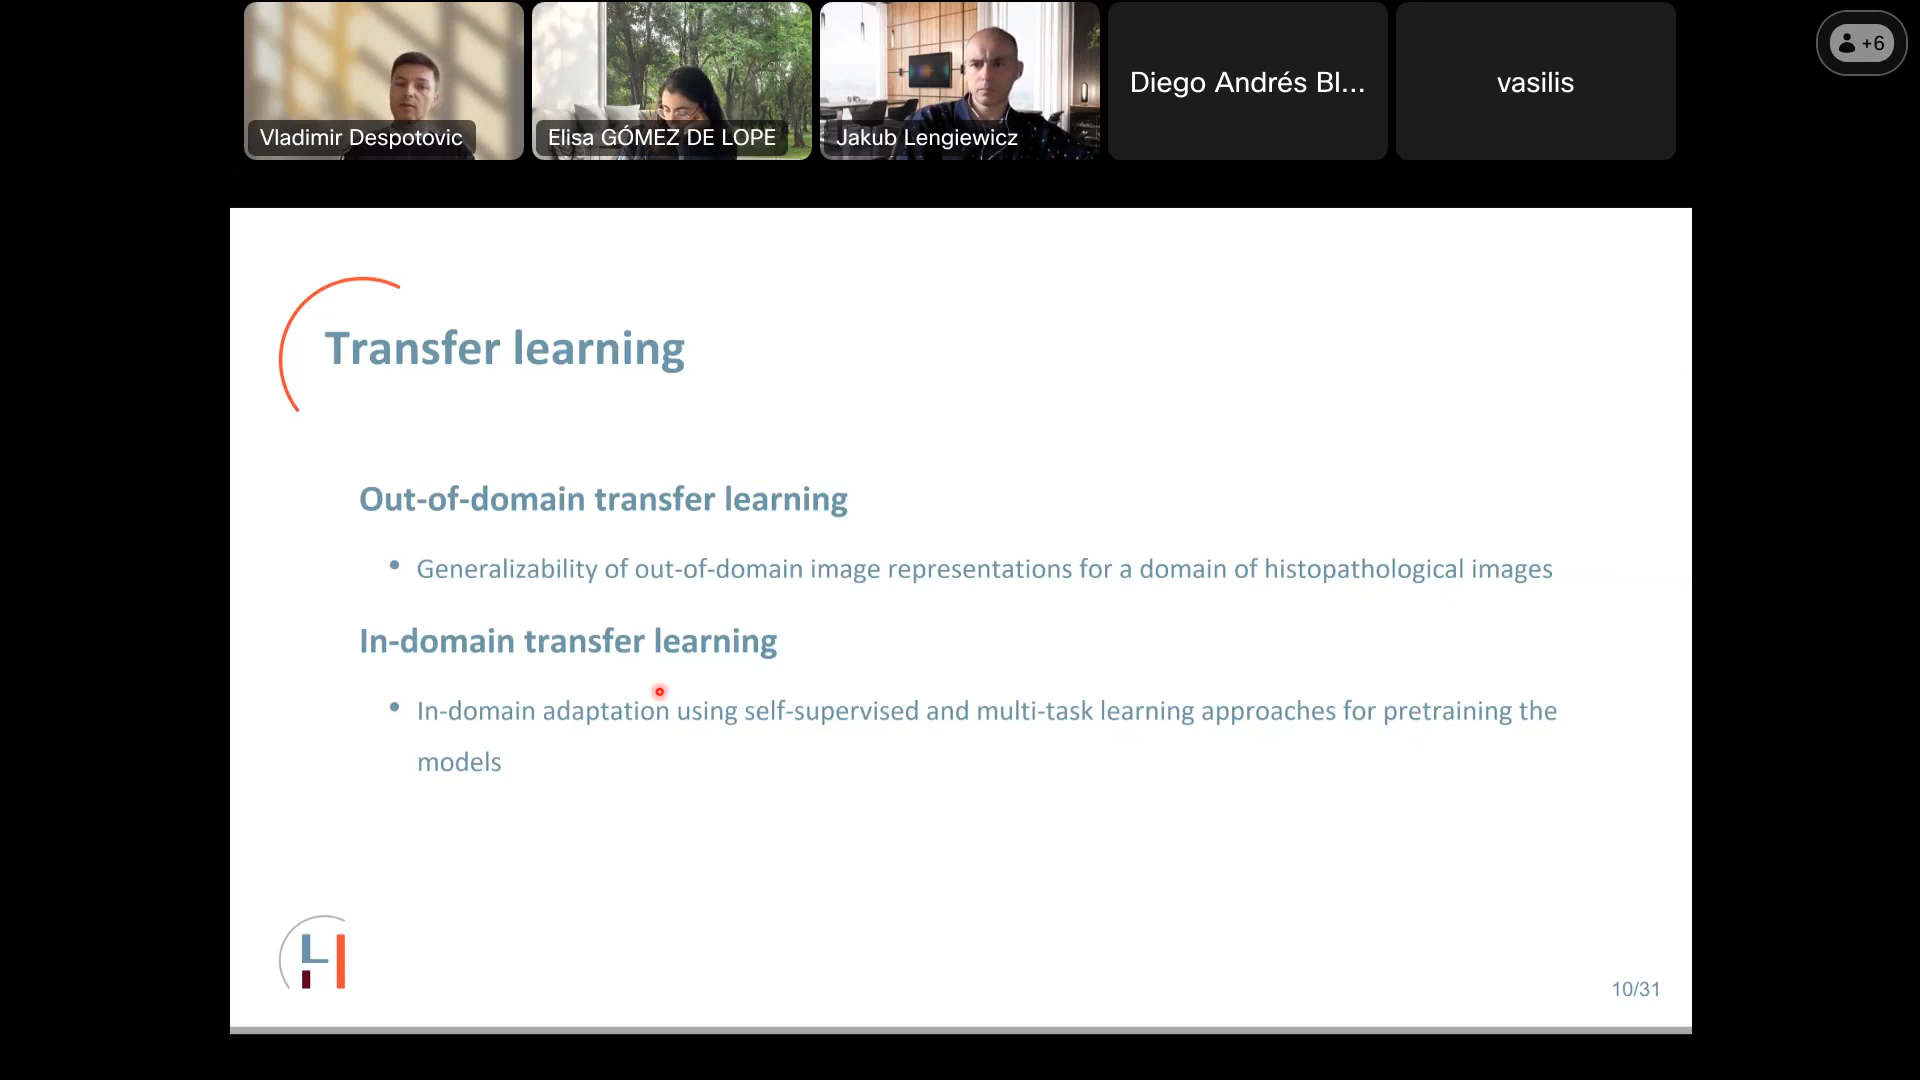 Vladimir Despotovic
Elisa GÓMEZ DE LOPE
Jakub Lengiewicz
Diego Andrés Bl...
vasilis
+6
Transfer learning
Out-of-domain transfer learning
• Generalizability of out-of-domain image representations for a domain of histopathological images
In-domain transfer learning
• In-domain adaptation using self-supervised and multi-task learning approaches for pretraining the
models
LIH
10/31